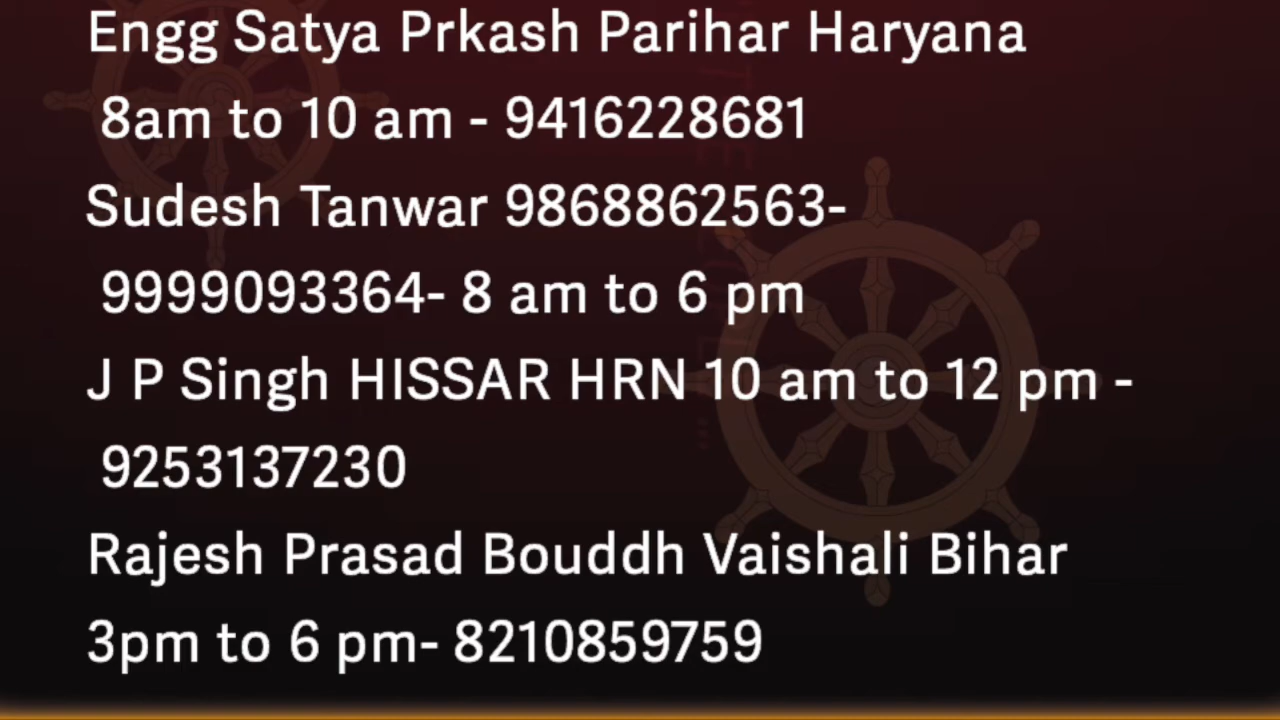 Engg Satya Prkash Parihar Haryana
8am to 10 am - 9416228681
Sudesh Tanwar 9868862563-
9999093364- 8 am to 6 pm
J P Singh HISSAR HRN 10 am to 12 pm -
9253137230
Rajesh Prasad Bouddh Vaishali Bihar
3pm to 6 pm- 8210859759